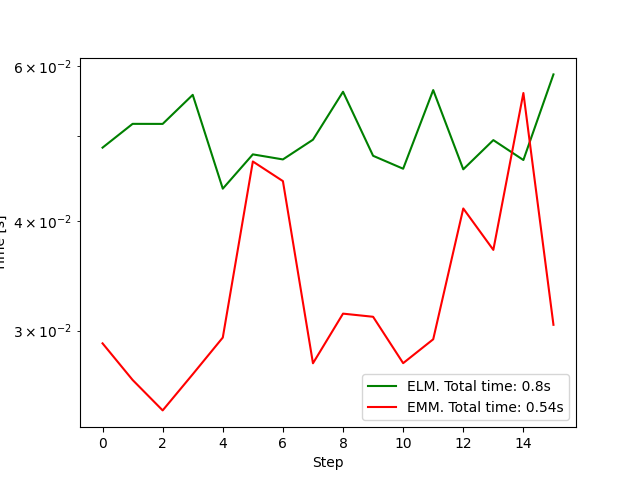 6 × 10⁻²
4 × 10⁻²
3 × 10⁻²
[s]
ELM. Total time: 0.8s
EMM. Total time: 0.54s
0 2 4 6 8 10 12 14
Step